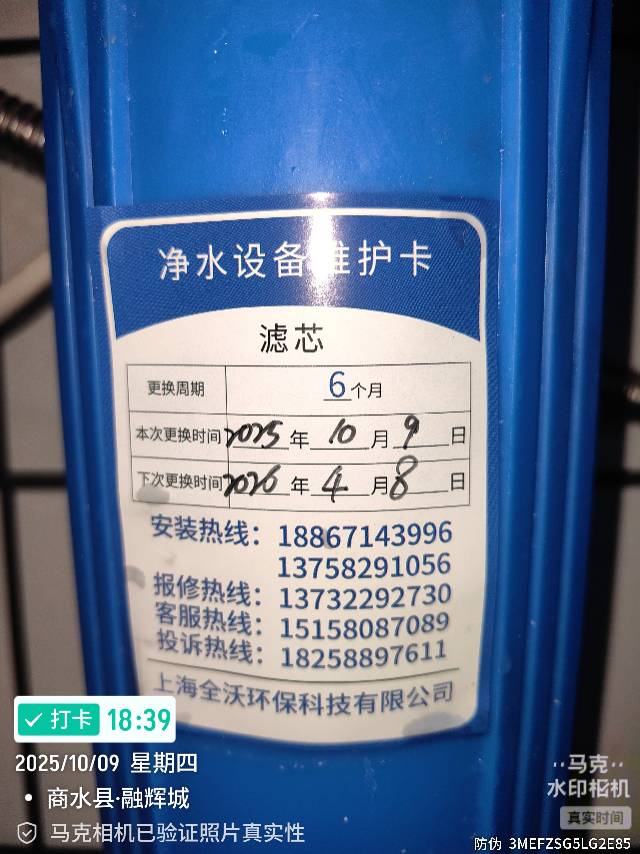 净水设备维护卡
滤芯
更换周期 6个月
本次更换时间 2025年10月9日
下次更换时间 2026年4月8日
安装热线：18867143996
13758291056
报修热线：13732292730
客服热线：15158087089
投诉热线：18258897611
上海全沃环保科技有限公司
打卡 18:39
2025/10/09 星期四
商水县·融辉城
马克相机已验证照片真实性
马克
水印相机
真实时间
防伪 3MEFZSG5LG2E85